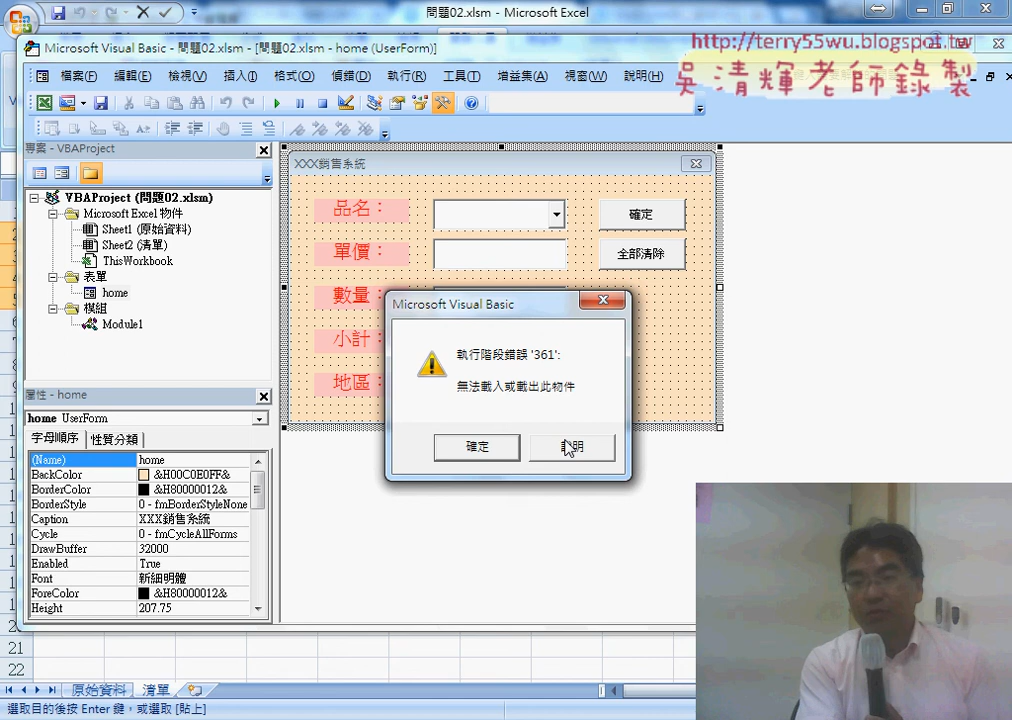 問題02.xlsm - Microsoft Excel
Microsoft Visual Basic - 問題02.xlsm - [問題02.xlsm - home (UserForm)]
http://terry55wu.blogspot.tw
吳清輝老師錄製
檔案(F) 編輯(E) 檢視(V) 插入(I) 格式(O) 偵錯(D) 執行(R) 工具(T) 增益集(A) 視窗(W) 說明(H)
專案 - VBAProject
VBAProject (問題02.xlsm)
Microsoft Excel 物件
Sheet1 (原始資料)
Sheet2 (清單)
ThisWorkbook
表單
home
模組
Module1
XXX銷售系統
品名：
確定
單價：
全部清除
數量：
小計：
地區：
Microsoft Visual Basic
執行階段錯誤 '361':
無法載入或載出此物件
確定
明
屬性 - home
home UserForm
字母順序 性質分類
(Name) home
BackColor &H00C0E0FF&
BorderColor &H80000012&
BorderStyle 0 - fmBorderStyleNone
Caption XXX銷售系統
Cycle 0 - fmCycleAllForms
DrawBuffer 32000
Enabled True
Font 新細明體
ForeColor &H80000012&
Height 207.75
21
22
原始資料 清單
選取目的後按 Enter 鍵，或選取 [貼上]